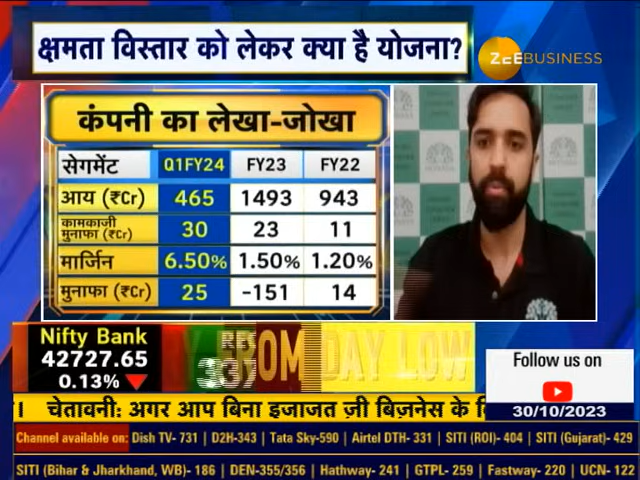 क्षमता विस्तार को लेकर क्या है योजना?
ZEEBUSINESS
कंपनी का लेखा-जोखा
सेगमेंट Q1FY24 FY23 FY22
आय (₹Cr) 465 1493 943
कामकाजी मुनाफा (₹Cr) 30 23 11
मार्जिन 6.50% 1.50% 1.20%
मुनाफा (₹Cr) 25 -151 14
Nifty Bank
42727.65
0.13%
FROM DAY LOW
Follow us on
30/10/2023
चेतावनी: अगर आप बिना इजाजत ज़ी बिज़नेस के
Channel available on: Dish TV- 731 | D2H-343 | Tata Sky-590 | Airtel DTH- 331 | SITI (ROI)- 404 | SITI (Gujarat)- 429
SITI (Bihar & Jharkhand, WB)- 186 | DEN-355/356 | Hathway- 241 | GTPL- 259 | Fastway- 220 | UCN- 122